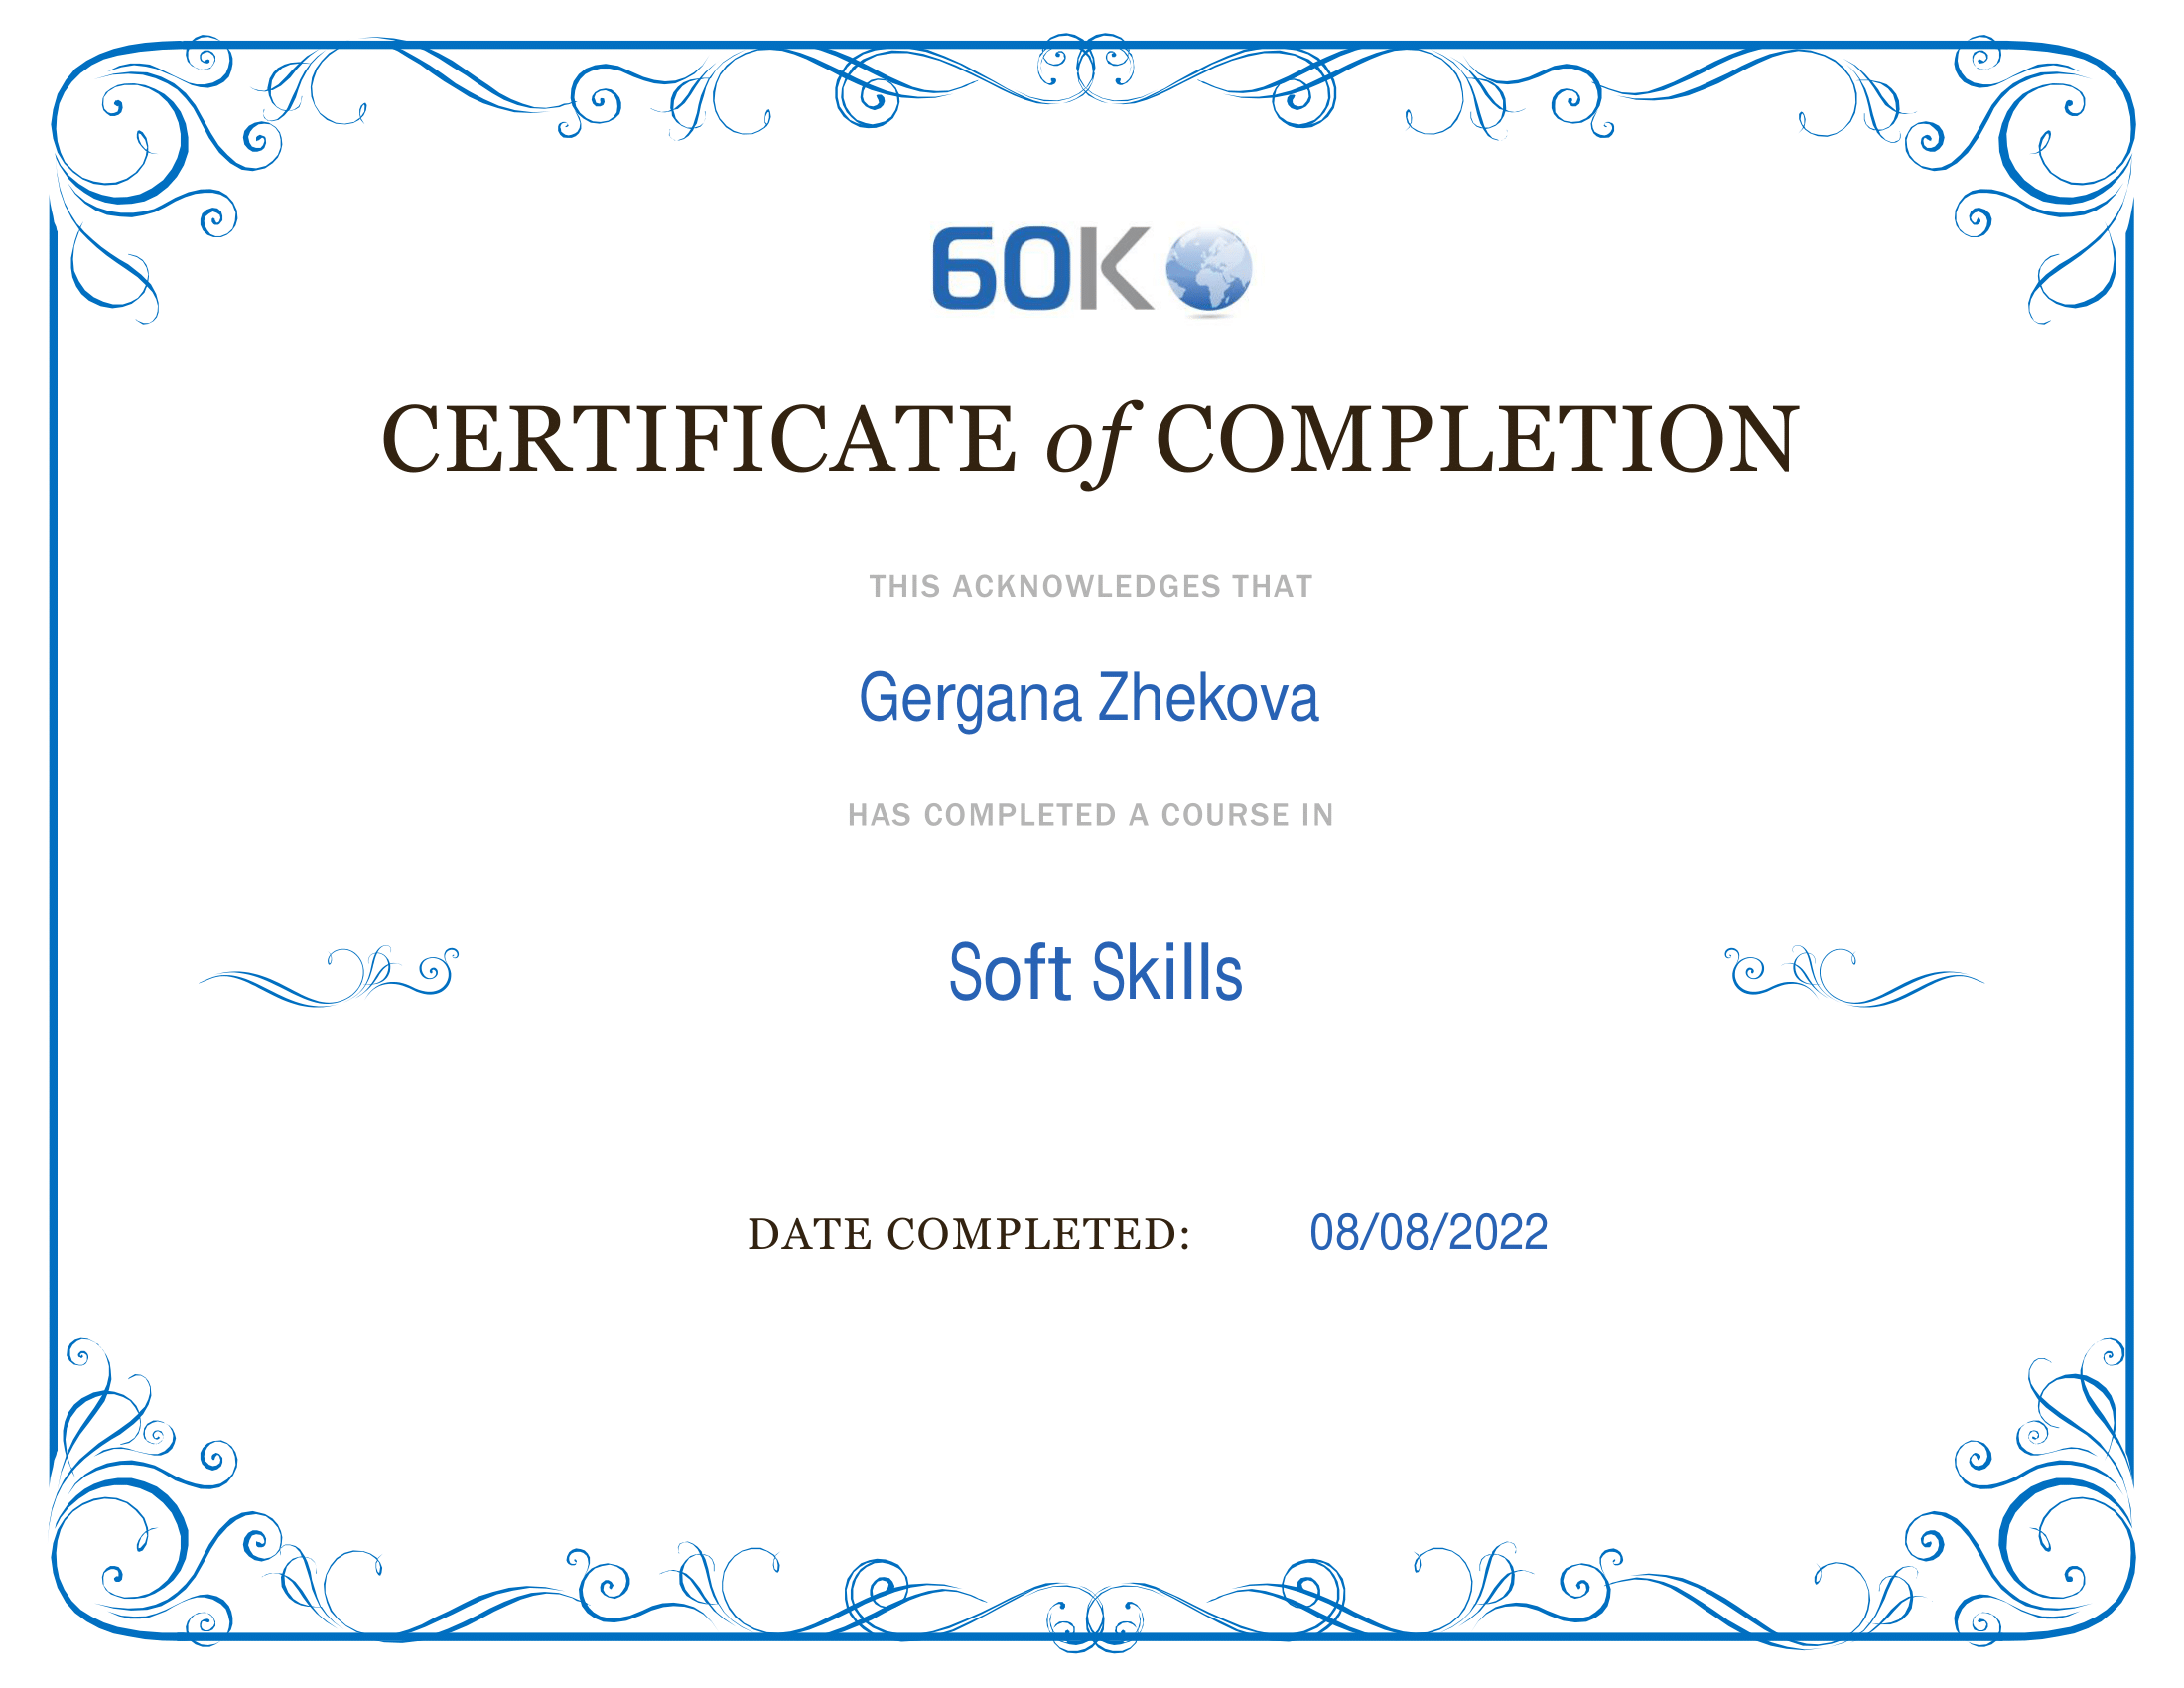 60K
CERTIFICATE of COMPLETION
THIS ACKNOWLEDGES THAT
Gergana Zhekova
HAS COMPLETED A COURSE IN
Soft Skills
DATE COMPLETED: 08/08/2022